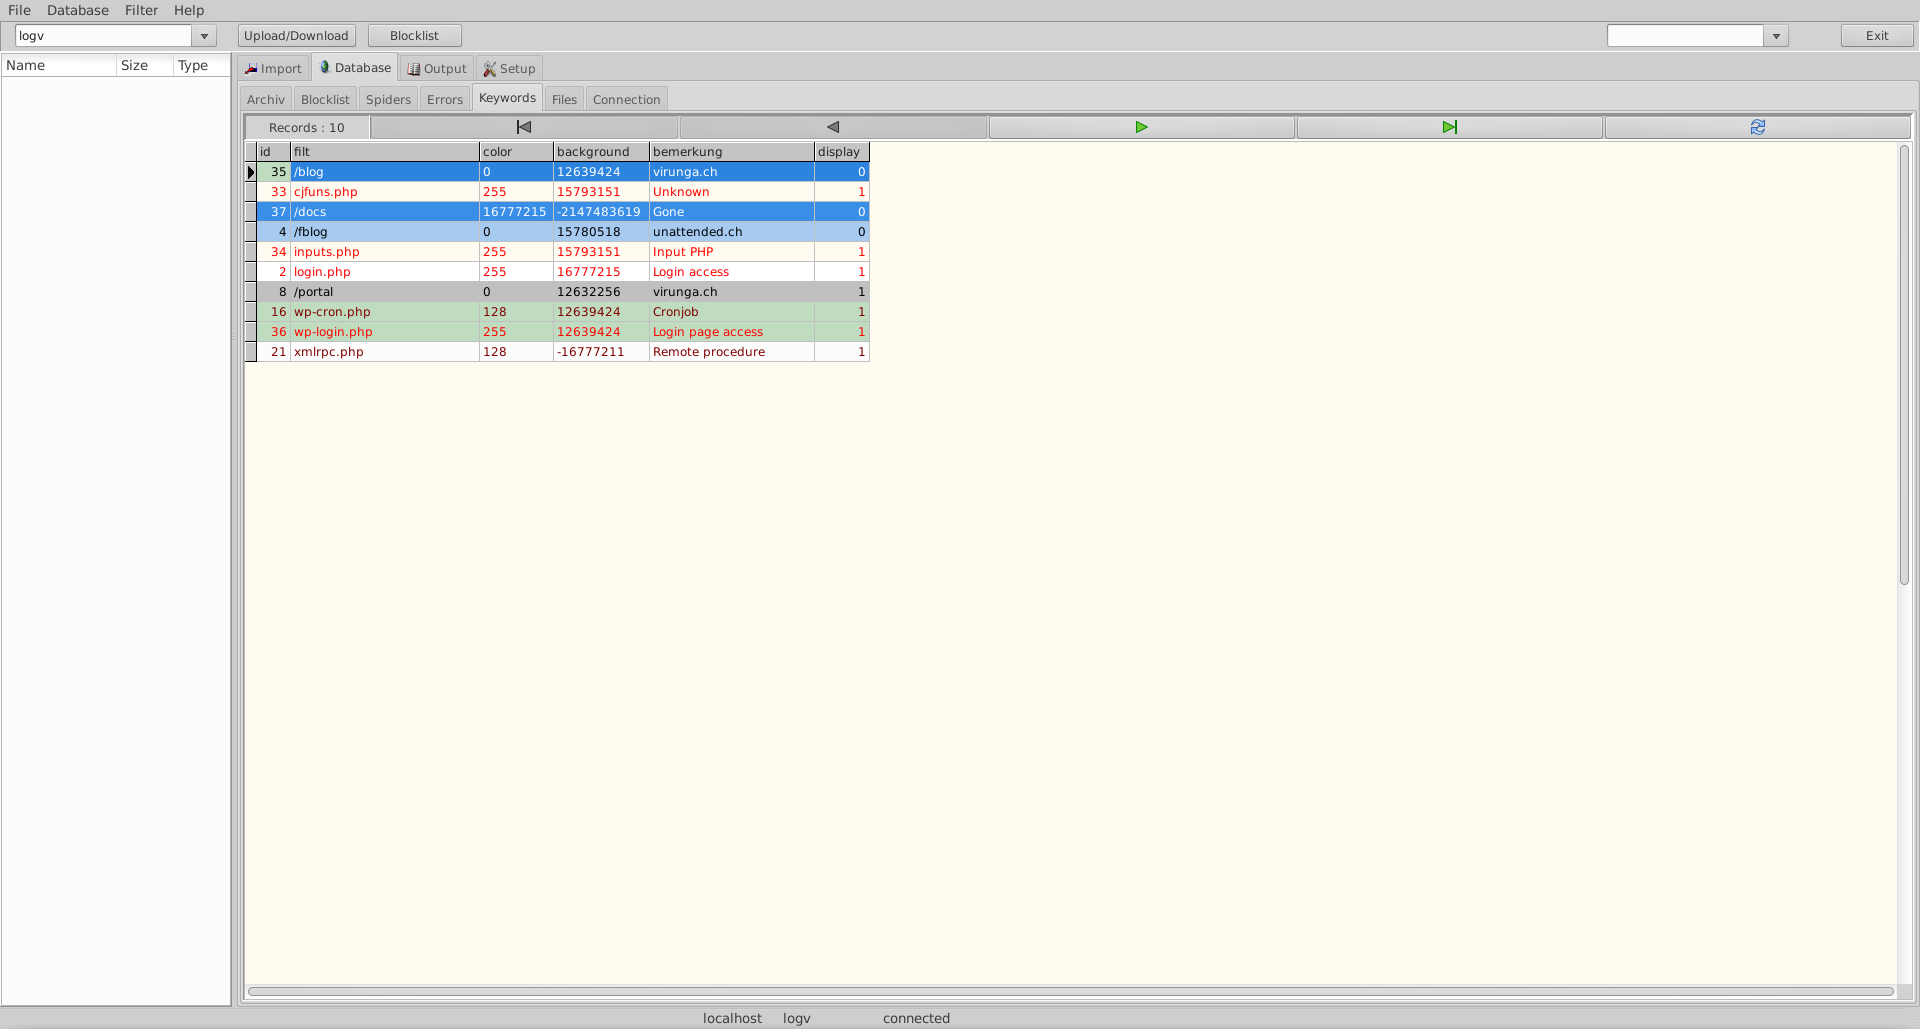 File Database Filter Help
logv Upload/Download Blocklist Exit
Name Size Type
Import Database Output Setup
Archiv Blocklist Spiders Errors Keywords Files Connection
Records : 10
id filt color background bemerkung display
35 /blog 0 12639424 virunga.ch 0
33 cjfuns.php 255 15793151 Unknown 1
37 /docs 16777215 -2147483619 Gone 0
4 /fblog 0 15780518 unattended.ch 0
34 inputs.php 255 15793151 Input PHP 1
2 login.php 255 16777215 Login access 1
8 /portal 0 12632256 virunga.ch 1
16 wp-cron.php 128 12639424 Cronjob 1
36 wp-login.php 255 12639424 Login page access 1
21 xmlrpc.php 128 -16777211 Remote procedure 1
localhost logv connected